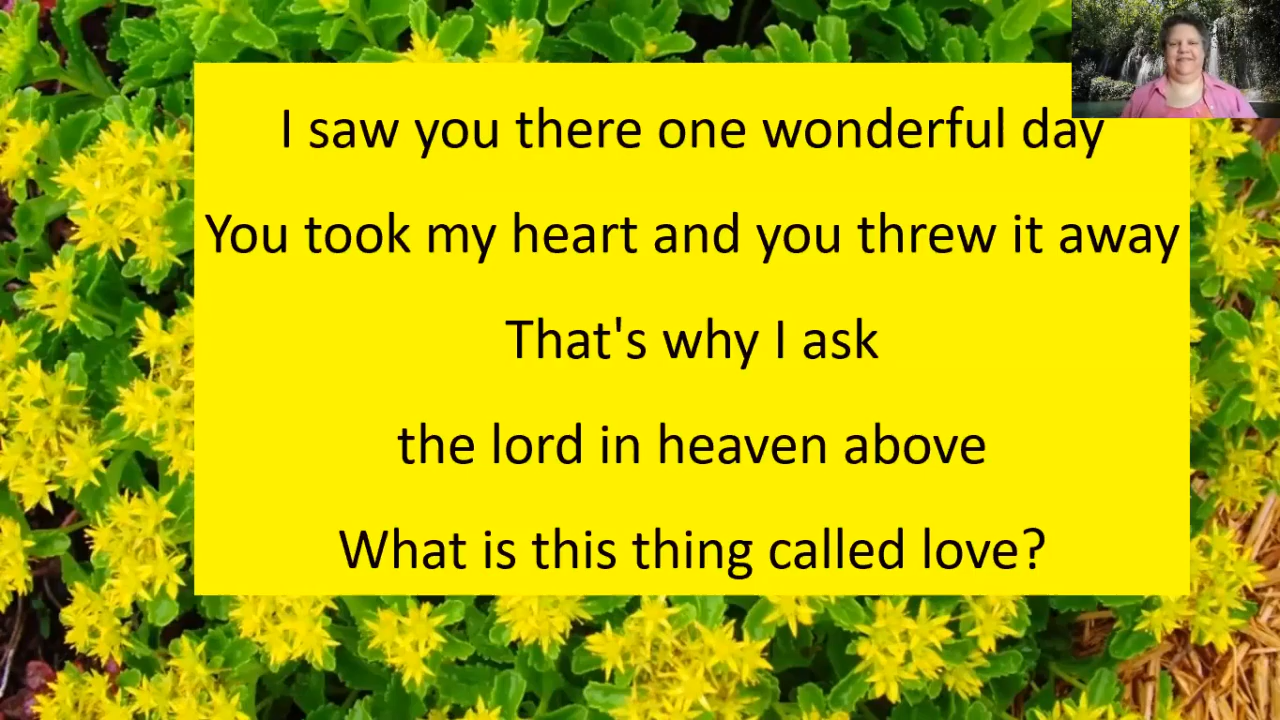 I saw you there one wonderful day
You took my heart and you threw it away
That's why I ask
the lord in heaven above
What is this thing called love?